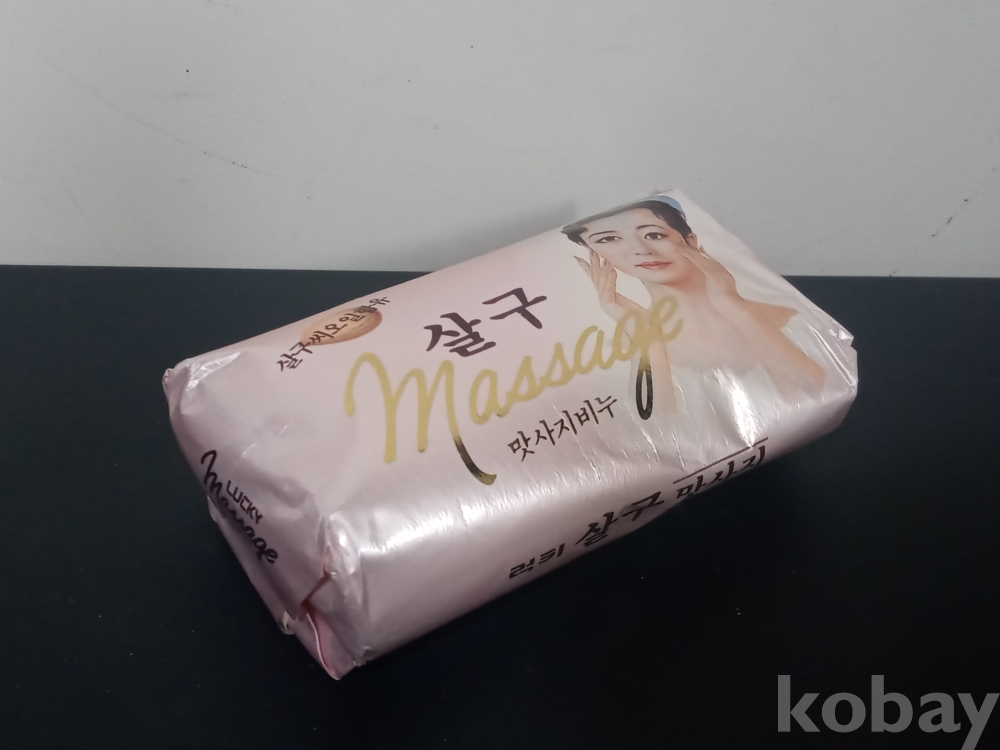 살구씨오일함유
살구
Massage
맛사지비누
LUCKY
Massage
럭키 살구 맛사지
kobay